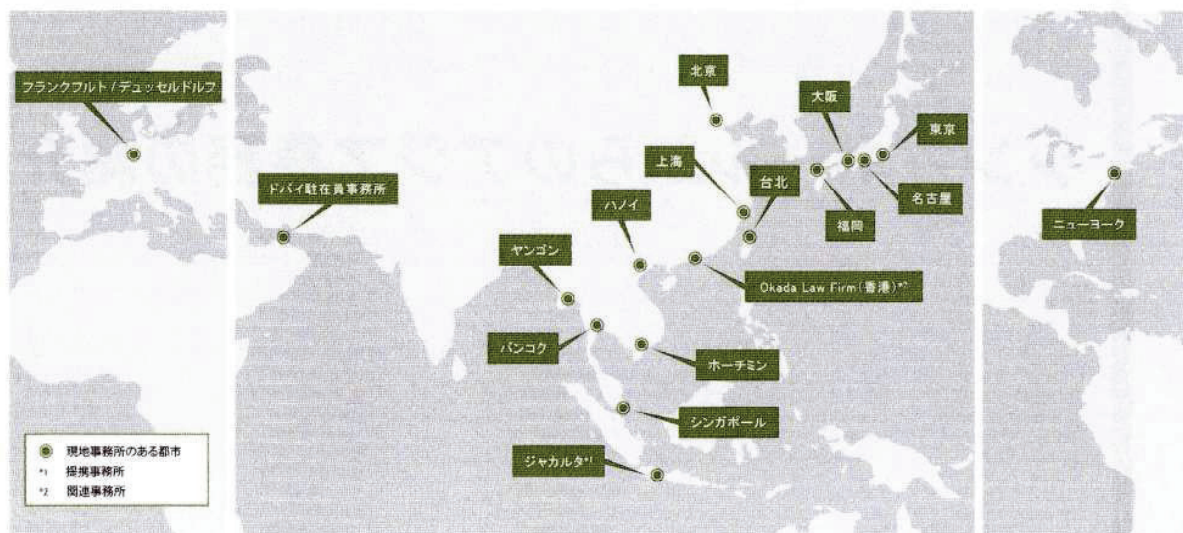 フランクフルト / デュッセルドルフ
ドバイ駐在員事務所
北京
大阪
東京
上海
台北
名古屋
福岡
ハノイ
ニューヨーク
ヤンゴン
Okada Law Firm (香港)*²
バンコク
ホーチミン
シンガポール
ジャカルタ*¹
現地事務所のある都市
*1 提携事務所
*2 関連事務所